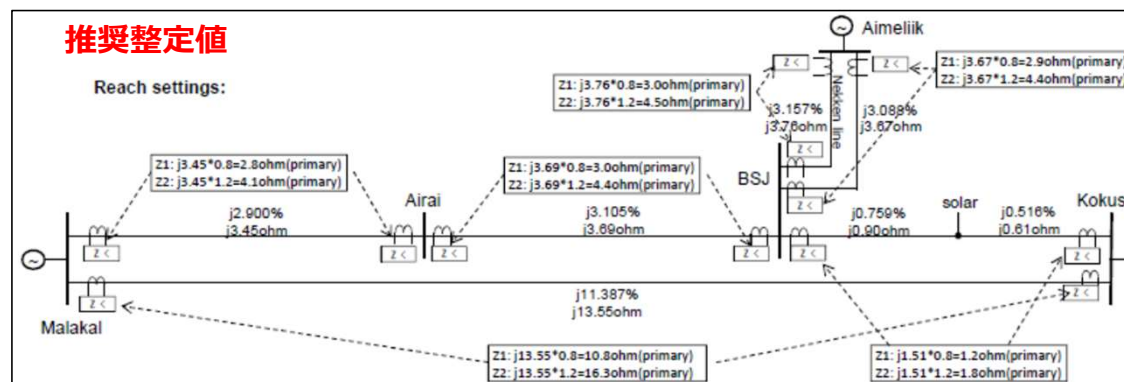 推奨整定値
Reach settings:
Aimeliik
Z <
Z <
Z1: j3.76*0.8=3.0ohm(primary)
Z2: j3.76*1.2=4.5ohm(primary)
Z1: j3.67*0.8=2.9ohm(primary)
Z2: j3.67*1.2=4.4ohm(primary)
Nekken line
j3.157%
j3.76ohm
j3.088%
j3.67ohm
Z <
Z <
BSJ
Z1: j3.45*0.8=2.8ohm(primary)
Z2: j3.45*1.2=4.1ohm(primary)
Z1: j3.69*0.8=3.0ohm(primary)
Z2: j3.69*1.2=4.4ohm(primary)
Airai
solar
Kokus
j2.900%
j3.45ohm
j3.105%
j3.69ohm
j0.759%
j0.90ohm
j0.516%
j0.61ohm
Z <
Z <
Z <
Z <
Z <
Z <
Z <
Z <
j11.387%
j13.55ohm
Malakal
Z1: j13.55*0.8=10.8ohm(primary)
Z2: j13.55*1.2=16.3ohm(primary)
Z1: j1.51*0.8=1.2ohm(primary)
Z2: j1.51*1.2=1.8ohm(primary)